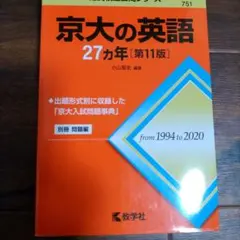 751
京大の英語
27カ年[第11版]
編著
●出題形式別に収録した
「京大入試問題事典」
別冊 問題編
from 1994 to 2020
教学社